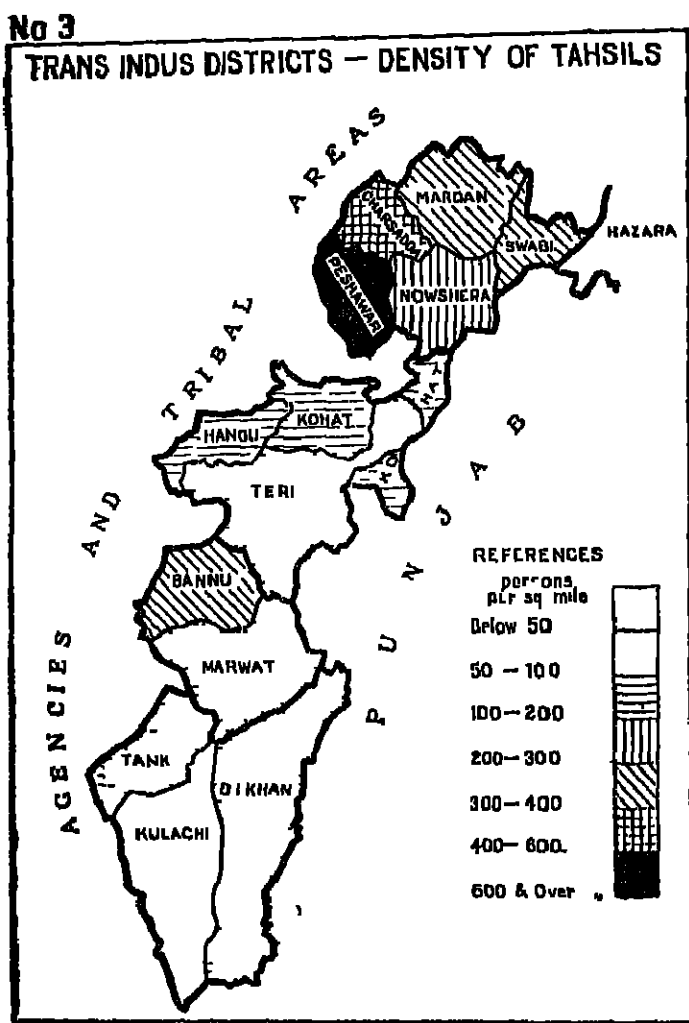 No 3
TRANS INDUS DISTRICTS — DENSITY OF TAHSILS
AGENCIES AND TRIBAL AREAS
MARDAN
CHARSADDA
SWABI
HAZARA
PESHAWAR
NOWSHERA
KOHAT
HANGU
HAT
KO
TERI
PUNJAB
BANNU
MARWAT
TANK
D I KHAN
KULACHI
REFERENCES
persons
per sq mile
Below 50
50 — 100
100 — 200
200 — 300
300 — 400
400 — 600
600 & Over „